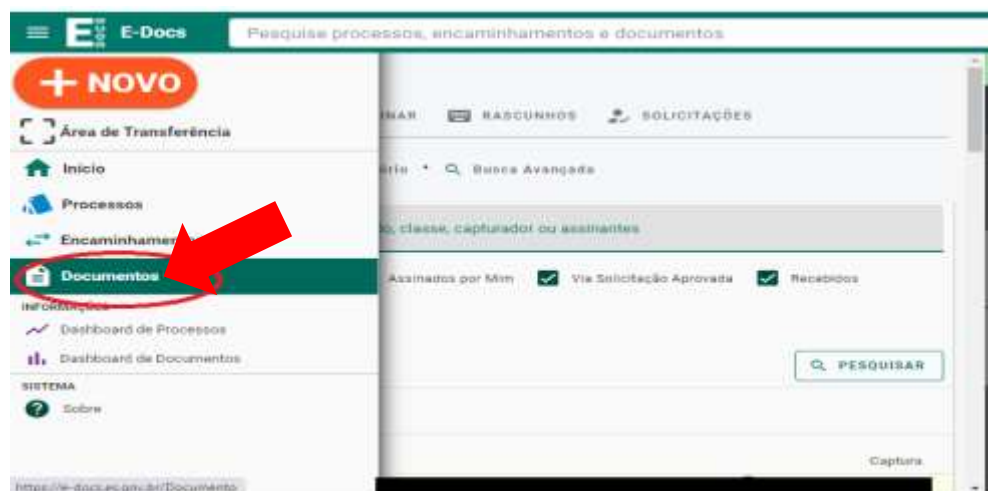 E-Docs
Pesquise processos, encaminhamentos e documentos
+ NOVO
Área de Transferência
INAR
RASCUNHOS
SOLICITAÇÕES
Início
Busca Avançada
Processos
Encaminhamen
classe, capturador ou assinantes
Documentos
Assinados por Mim
Via Solicitação Aprovada
Recebidos
INFORMAÇÕES
Dashboard de Processos
Dashboard de Documentos
PESQUISAR
SISTEMA
Sobre
Captura
https://e-docs.es.gov.br/Documento